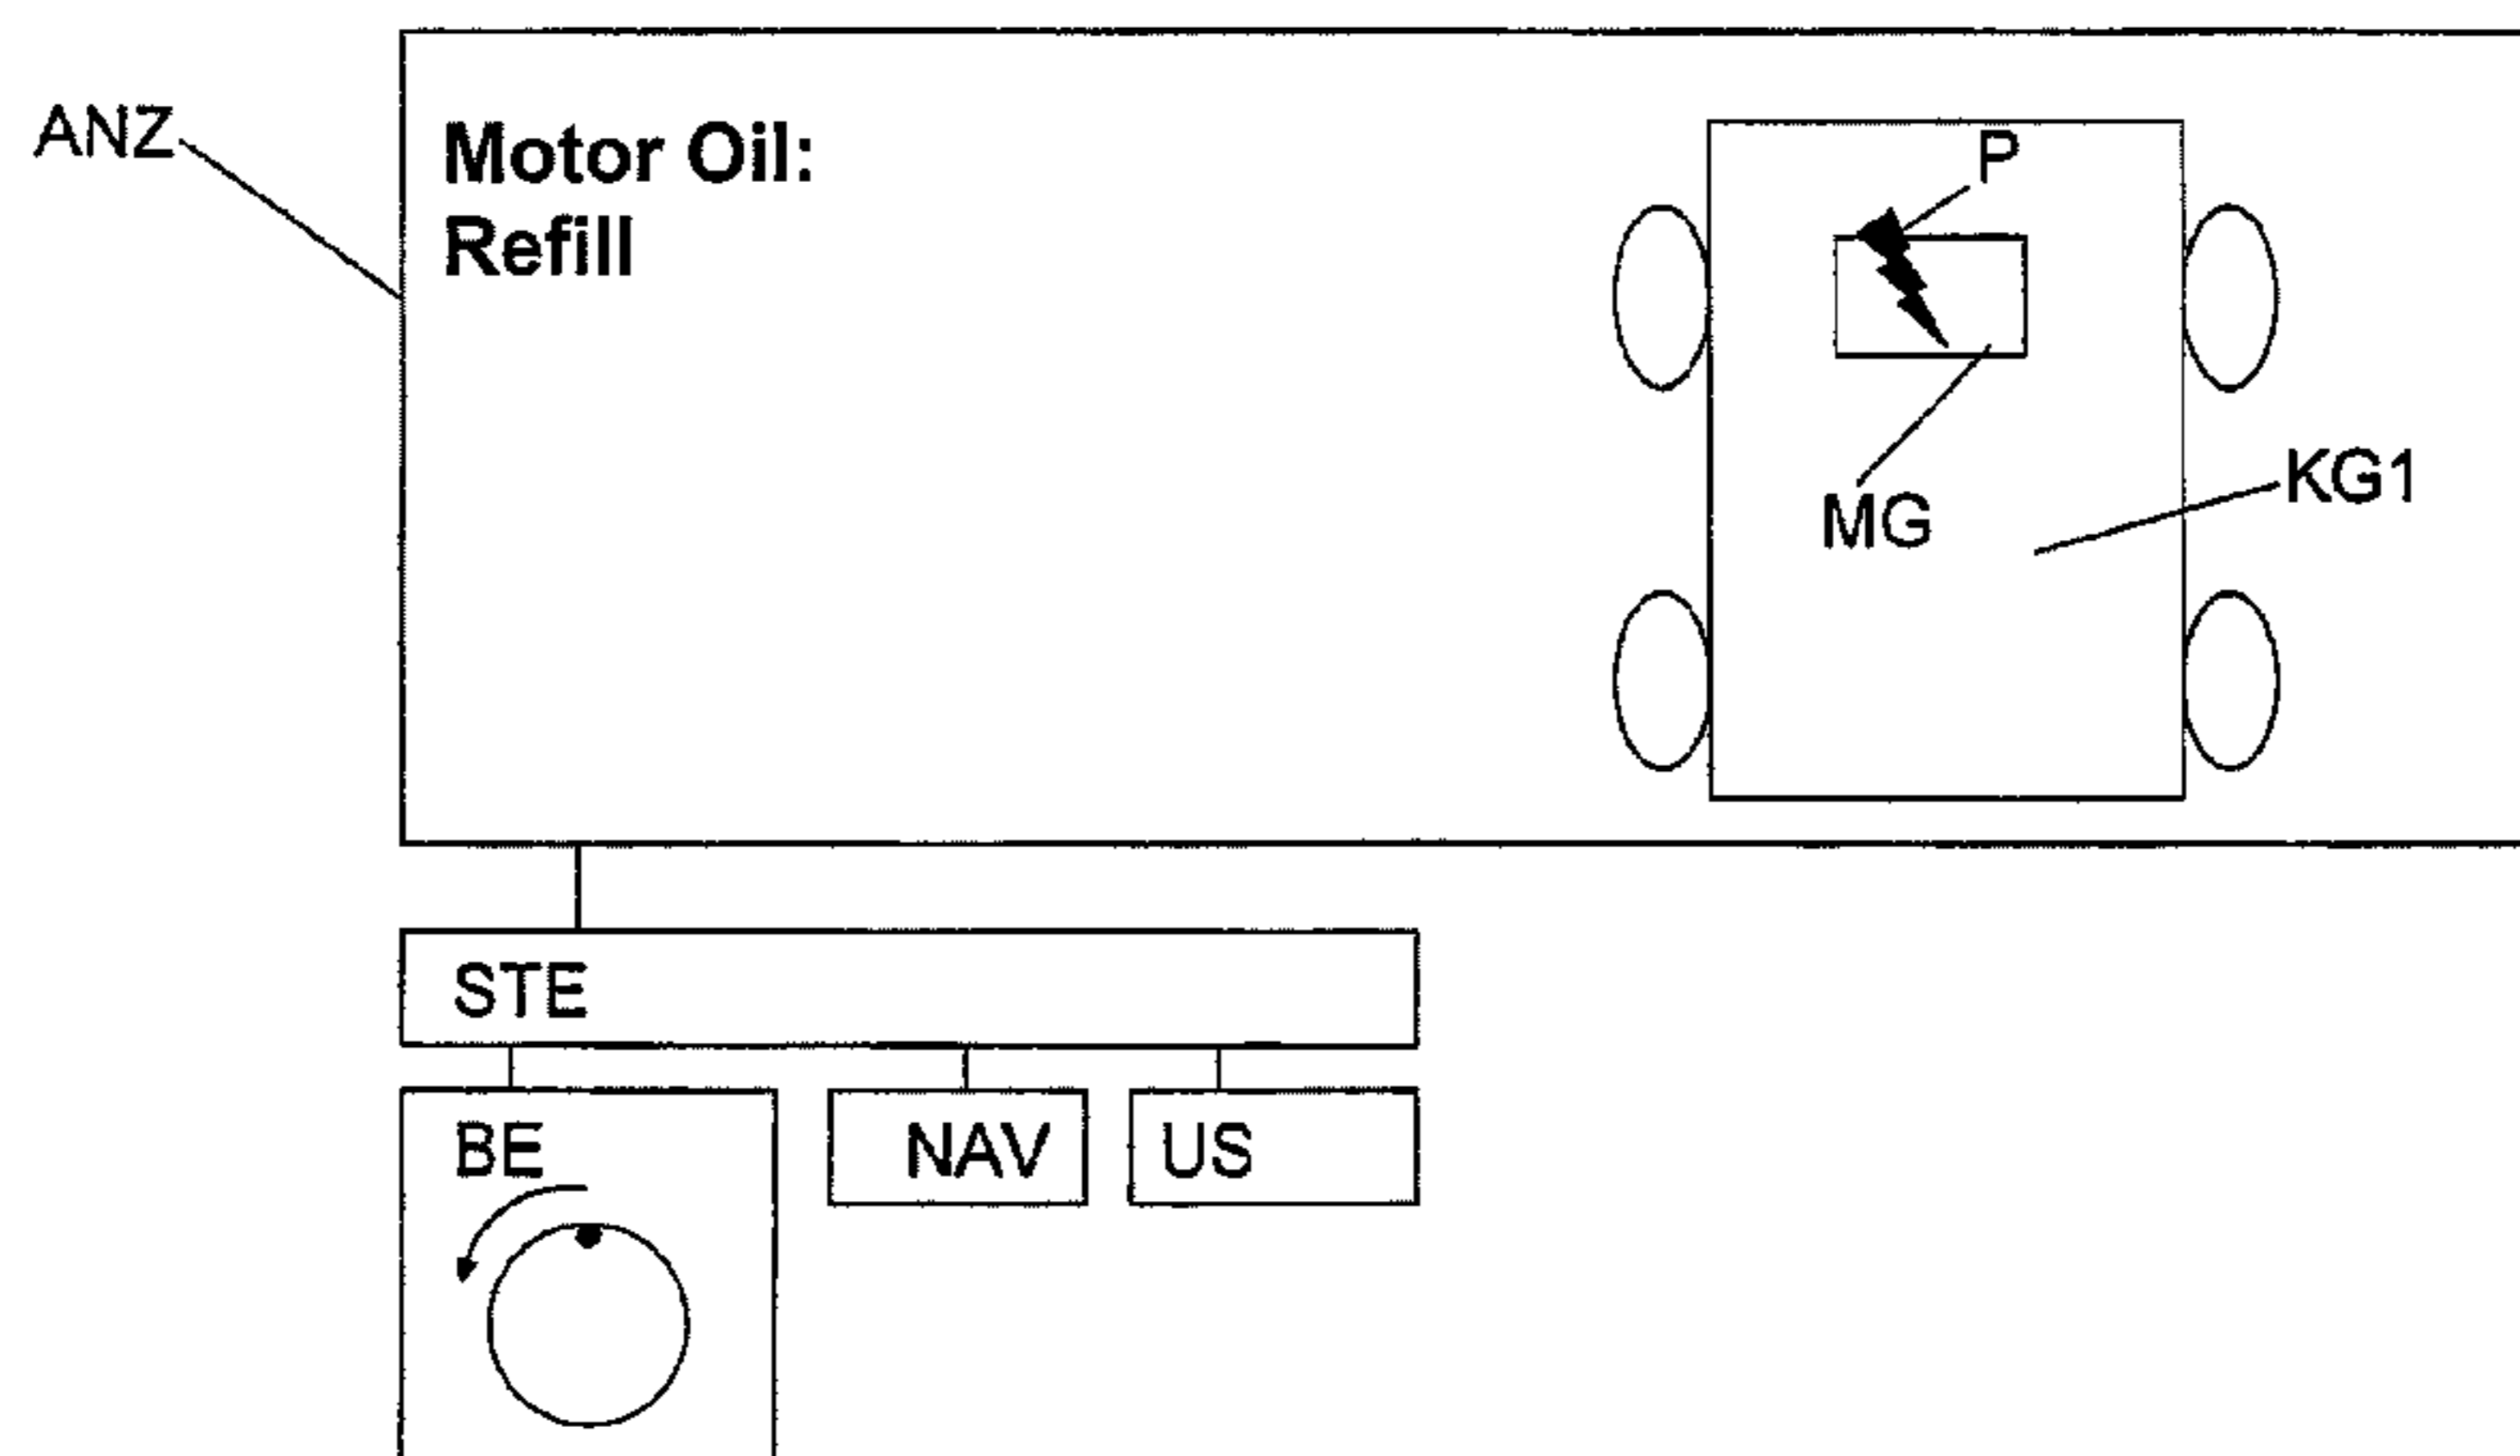 ANZ
Motor Oil:
Refill
P
MG
KG1
STE
BE
NAV
US